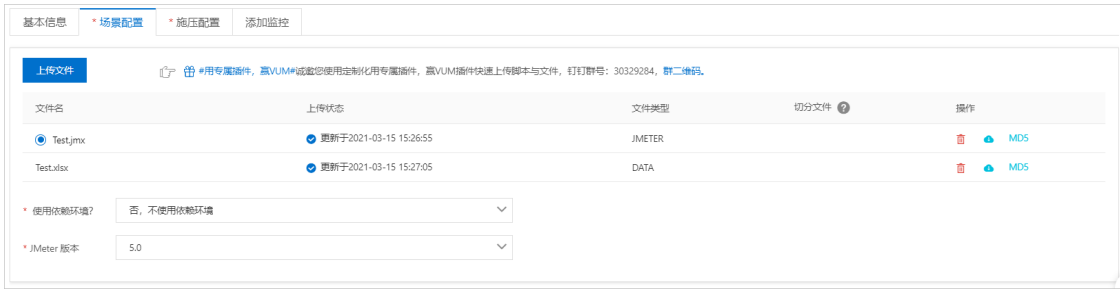 基本信息 * 场景配置 * 施压配置 添加监控
上传文件 #用专属插件，赢VUM#诚邀您使用定制化用专属插件，赢VUM插件快速上传脚本与文件，钉钉群号：30329284，群二维码。
文件名 上传状态 文件类型 切分文件 ? 操作
Test.jmx 更新于2021-03-15 15:26:55 JMETER MD5
Test.xlsx 更新于2021-03-15 15:27:05 DATA MD5
* 使用依赖环境? 否，不使用依赖环境
* JMeter 版本 5.0